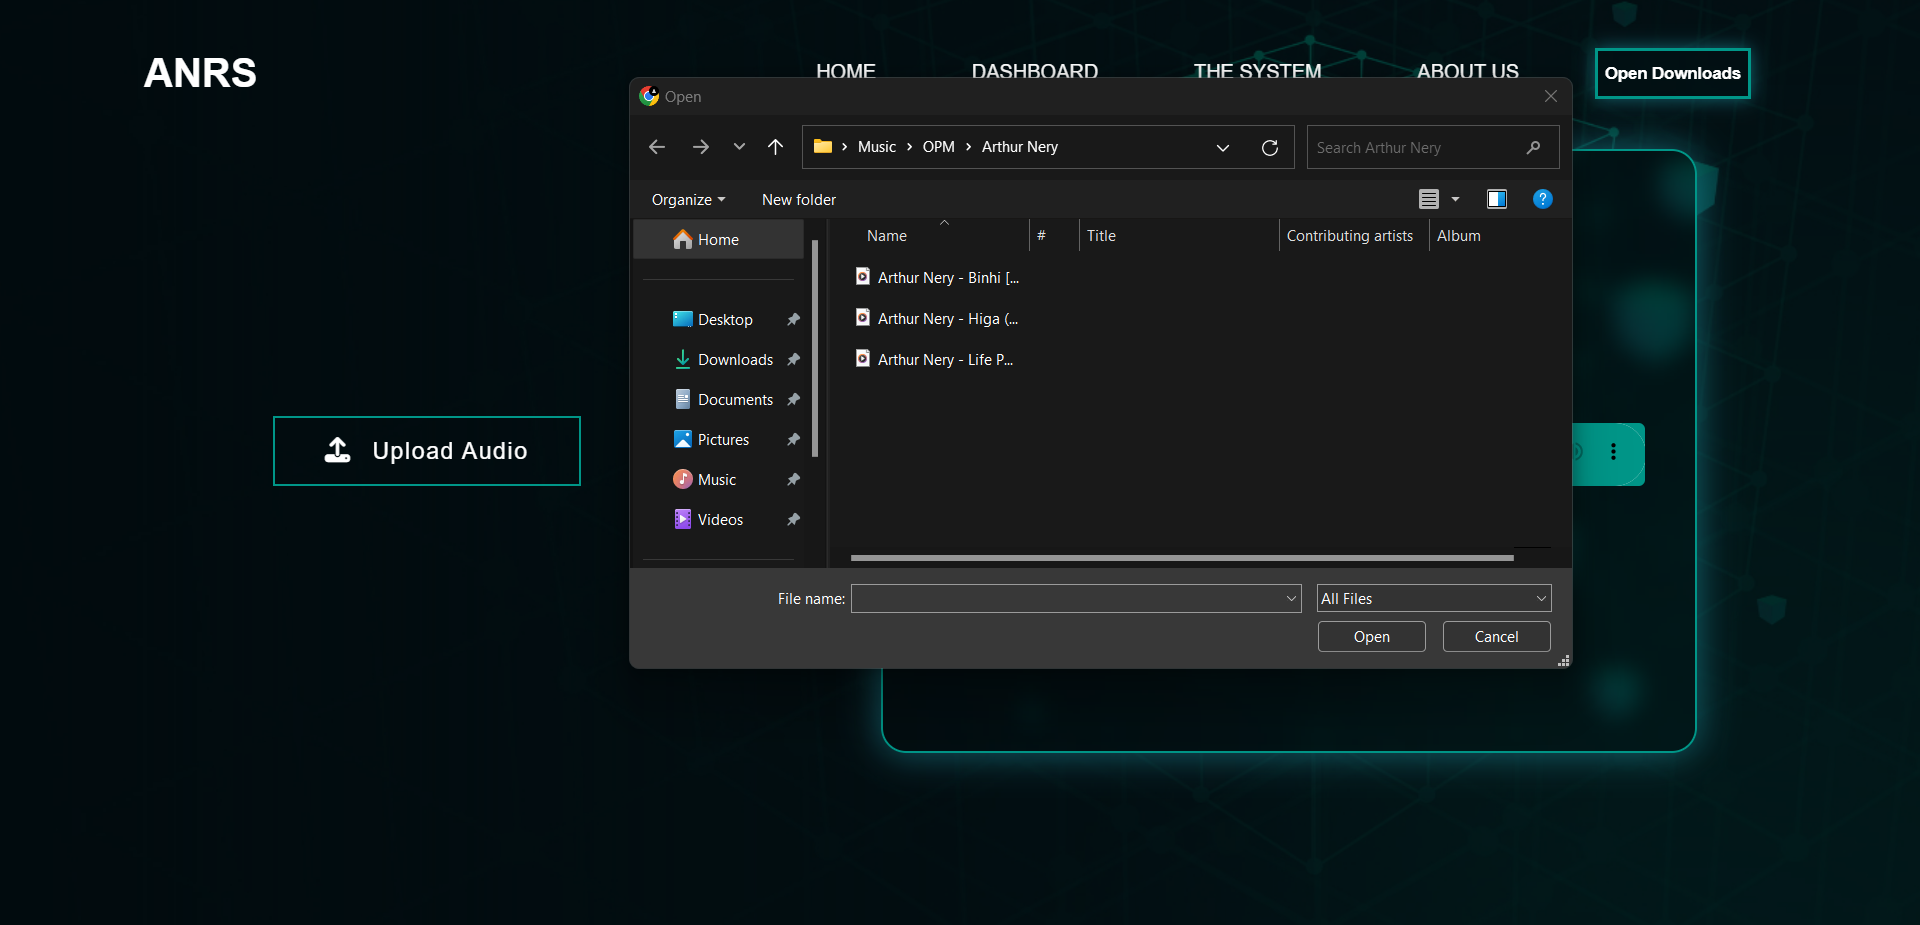 ANRS
HOME
DASHBOARD
THE SYSTEM
ABOUT US
Open Downloads
Open
Music
OPM
Arthur Nery
Search Arthur Nery
Organize
New folder
Name
#
Title
Contributing artists
Album
Home
Desktop
Downloads
Documents
Pictures
Music
Videos
Arthur Nery - Binhi [...
Arthur Nery - Higa (...
Arthur Nery - Life P...
Upload Audio
File name:
All Files
Open
Cancel